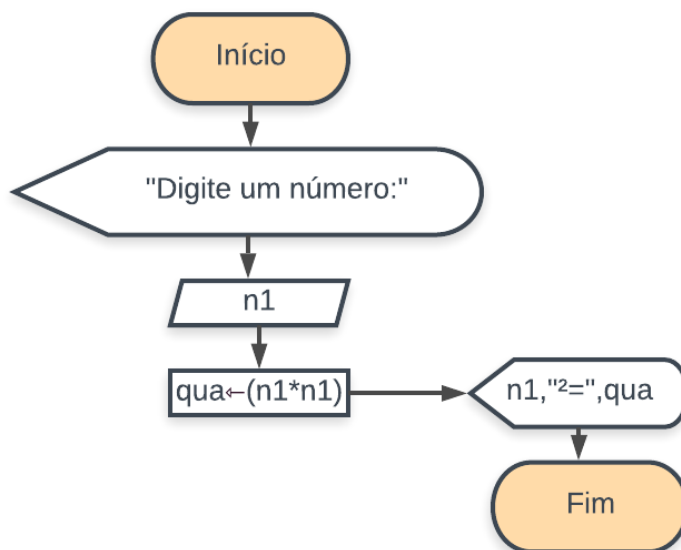 Início
"Digite um número:"
n1
qua←(n1*n1)
n1,"²=",qua
Fim